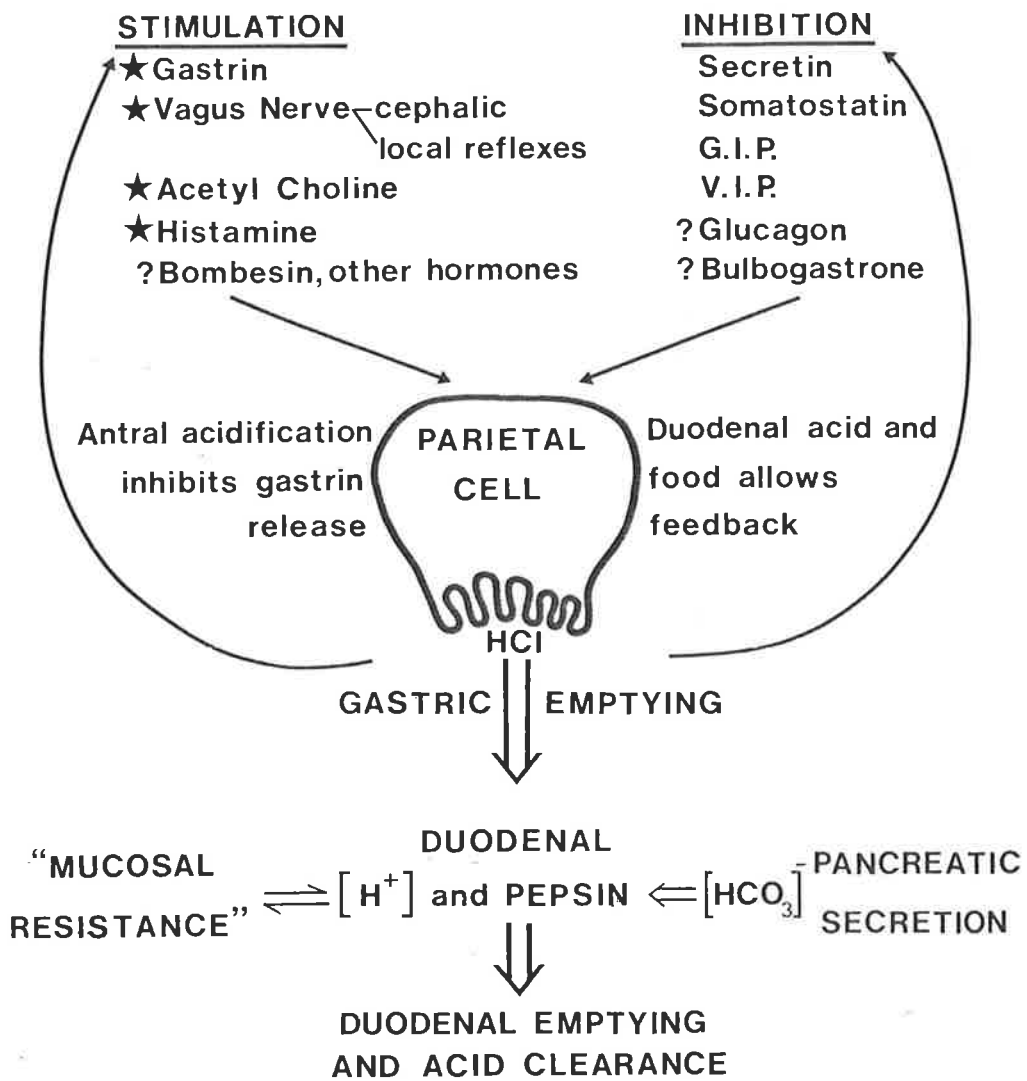 STIMULATION
★Gastrin
★Vagus Nerve cephalic
local reflexes
★Acetyl Choline
★Histamine
?Bombesin, other hormones
INHIBITION
Secretin
Somatostatin
G.I.P.
V.I.P.
?Glucagon
?Bulbogastrone
Antral acidification
inhibits gastrin
release
PARIETAL
CELL
Duodenal acid and
food allows
feedback
HCl
GASTRIC EMPTYING
"MUCOSAL
RESISTANCE"
⇌
DUODENAL
[H⁺] and PEPSIN
⇐
[HCO₃]⁻
PANCREATIC
SECRETION
DUODENAL EMPTYING
AND ACID CLEARANCE